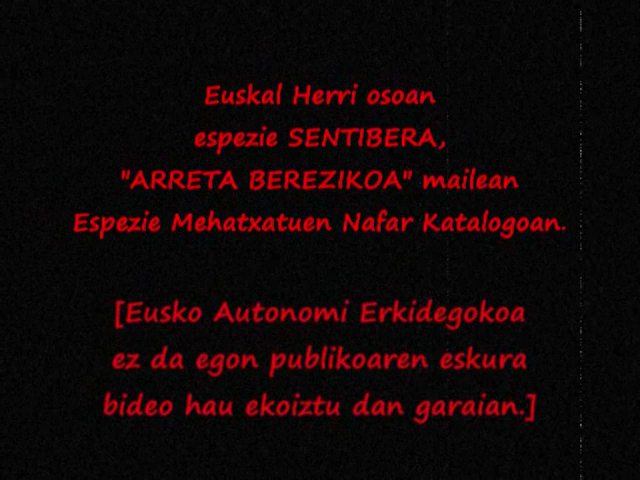 Euskal Herri osoan
espezie SENTIBERA,
"ARRETA BEREZIKOA" mailean
Espezie Mehatxatuen Nafar Katalogoan.
[Eusko Autonomi Erkidegokoa
ez da egon publikoaren eskura
bideo hau ekoiztu dan garaian.]